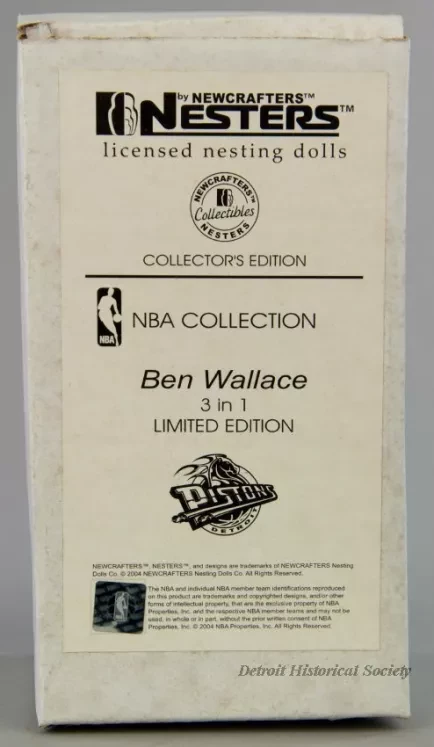 by NEWCRAFTERS™
NESTERS™
licensed nesting dolls
NEWCRAFTERS™
Collectibles
NESTERS
COLLECTOR'S EDITION
NBA
NBA COLLECTION
Ben Wallace
3 in 1
LIMITED EDITION
PISTONS
DETROIT
NEWCRAFTERS™, NESTERS™, and designs are trademarks of NEWCRAFTERS Nesting
Dolls Co. © 2004 NEWCRAFTERS Nesting Dolls Co. All Rights Reserved.
The NBA and individual NBA member team identifications reproduced
on this product are trademarks and copyrighted designs, and/or other
forms of intellectual property, that are the exclusive property of NBA
Properties, Inc. and the respective NBA member teams and may not be
used, in whole or in part, without the prior written consent of NBA
Properties, Inc. © 2004 NBA Properties, Inc. All Rights Reserved.
Detroit Historical Society